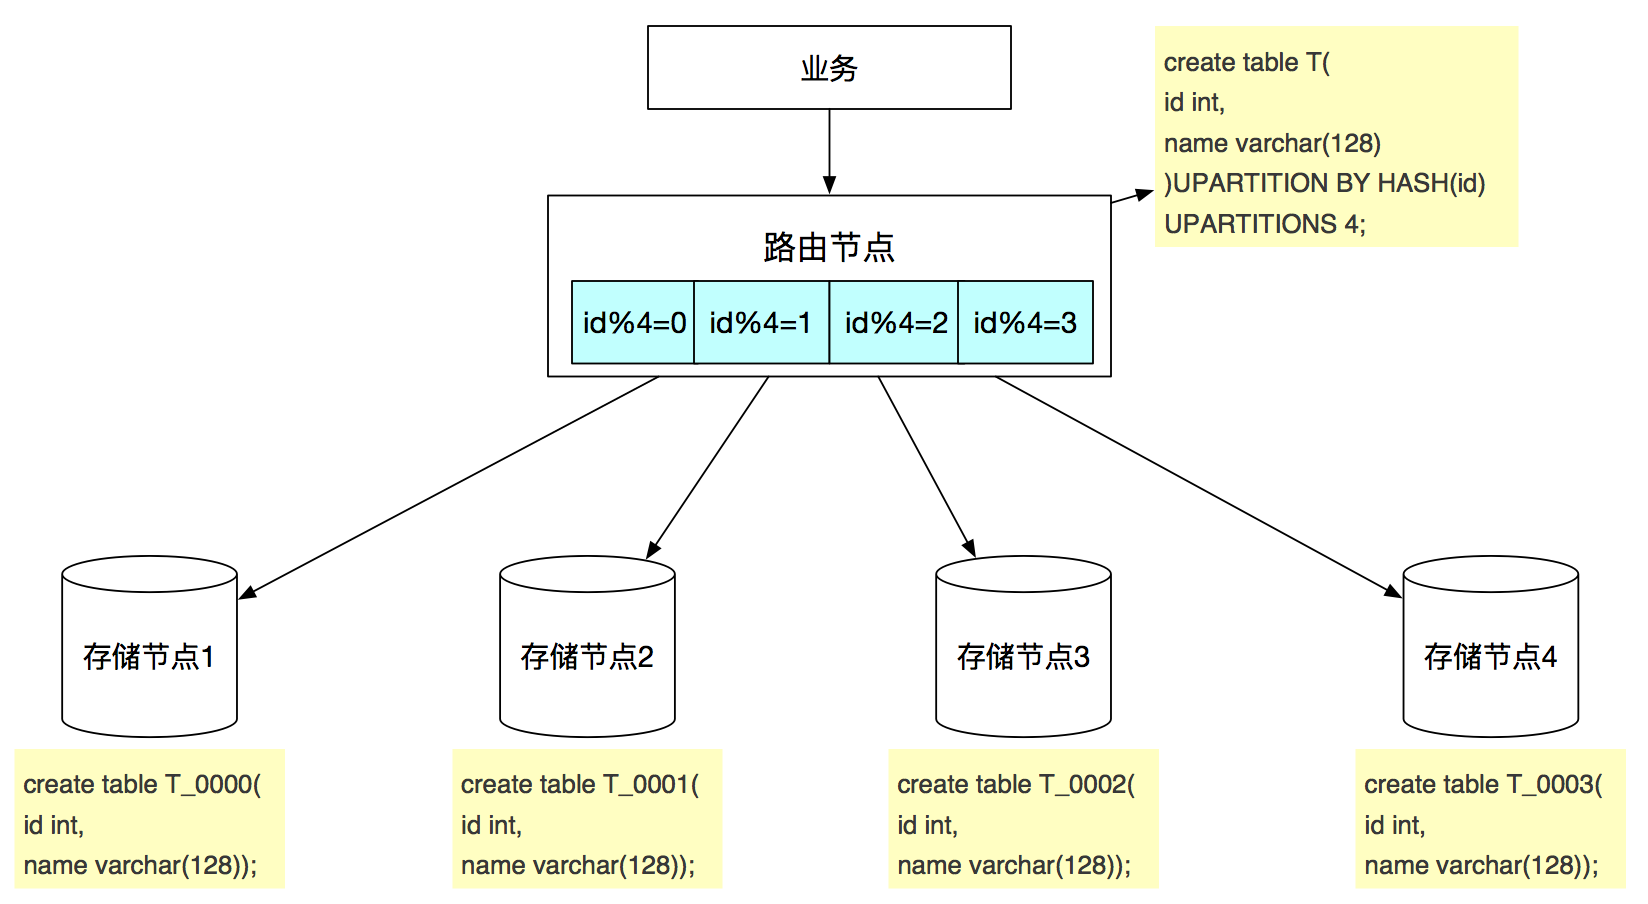 业务
create table T(
id int,
name varchar(128)
)UPARTITION BY HASH(id)
UPARTITIONS 4;
路由节点
id%4=0
id%4=1
id%4=2
id%4=3
存储节点1
存储节点2
存储节点3
存储节点4
create table T_0000(
id int,
name varchar(128));
create table T_0001(
id int,
name varchar(128));
create table T_0002(
id int,
name varchar(128));
create table T_0003(
id int,
name varchar(128));